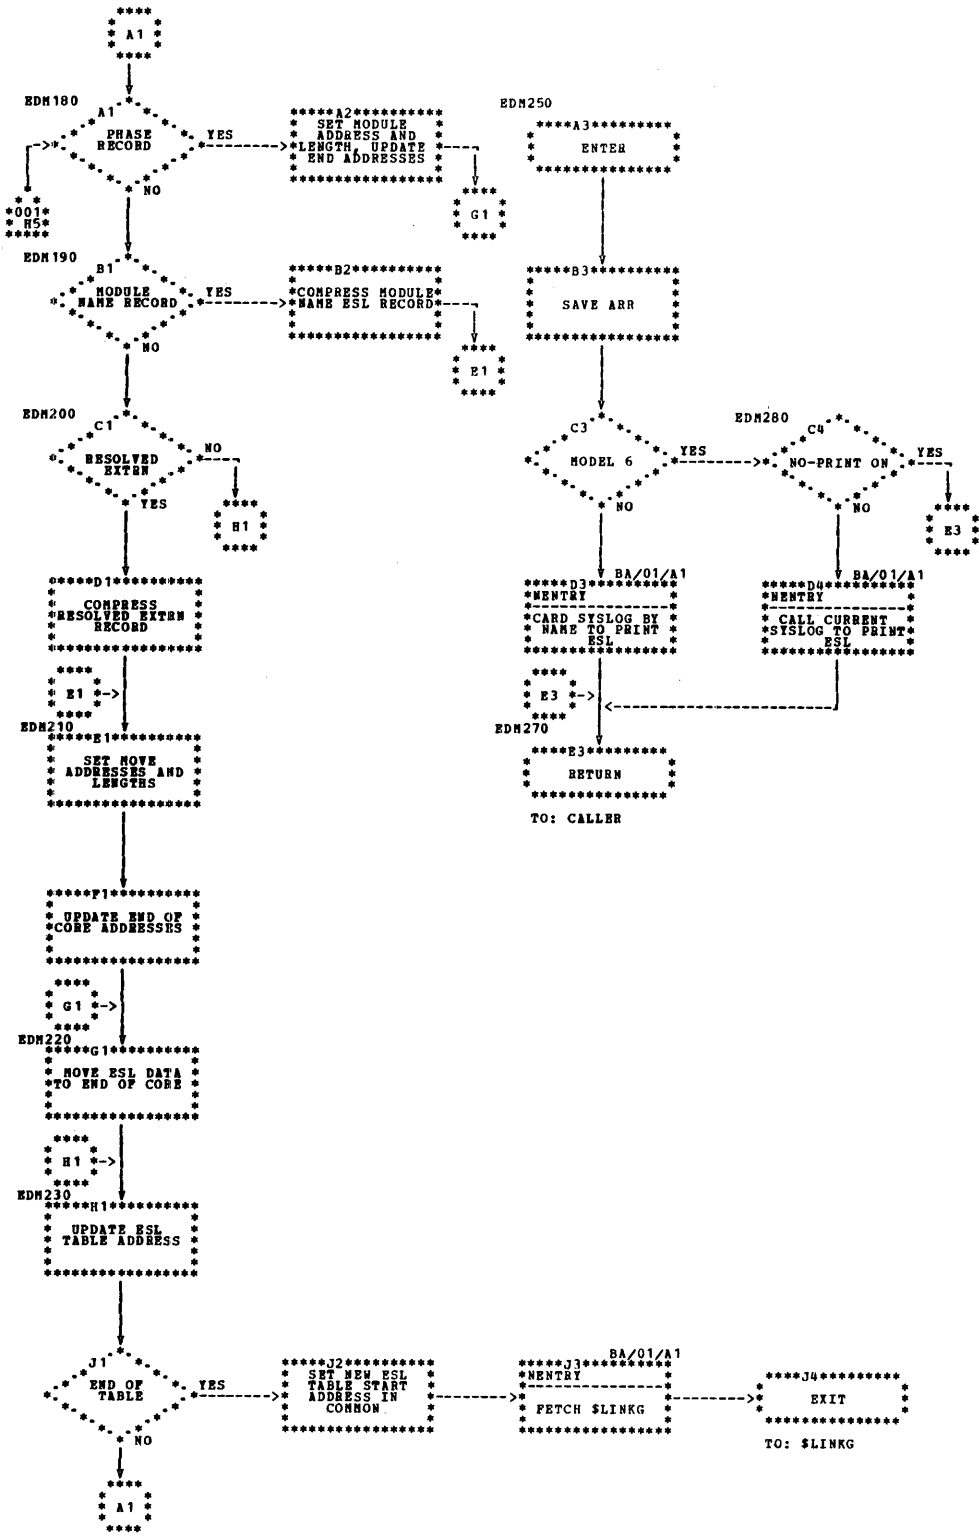 A1
EDM180
A1
PHASE
RECORD
YES
NO
001
H5
A2
SET MODULE
ADDRESS AND
LENGTH, UPDATE
END ADDRESSES
G1
EDM190
B1
MODULE
NAME RECORD
YES
NO
B2
COMPRESS MODULE
NAME ESL RECORD
E1
EDM200
C1
RESOLVED
EXTRN
NO
YES
H1
D1
COMPRESS
RESOLVED EXTRN
RECORD
E1
EDM210
E1
SET MOVE
ADDRESSES AND
LENGTHS
F1
UPDATE END OF
CORE ADDRESSES
G1
EDM220
G1
MOVE ESL DATA
TO END OF CORE
H1
EDM230
H1
UPDATE ESL
TABLE ADDRESS
J1
END OF
TABLE
YES
NO
A1
J2
SET NEW ESL
TABLE START
ADDRESS IN
COMMON
BA/01/A1
J3
NENTRY
FETCH $LINKG
J4
EXIT
TO: $LINKG
EDM250
A3
ENTER
B3
SAVE ARR
C3
MODEL 6
YES
NO
EDM280
C4
NO-PRINT ON
YES
NO
E3
BA/01/A1
D3
NENTRY
CARD SYSLOG BY
NAME TO PRINT
ESL
BA/01/A1
D4
NENTRY
CALL CURRENT
SYSLOG TO PRINT
ESL
E3
EDM270
E3
RETURN
TO: CALLER